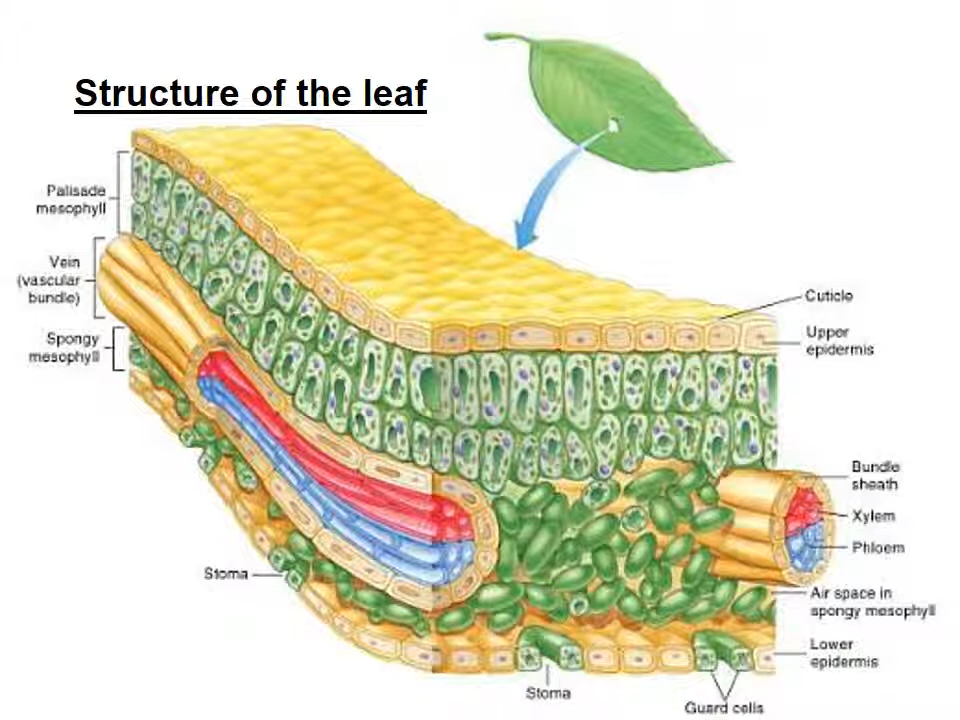 Structure of the leaf
Palisade
mesophyll
Vein
(vascular
bundle)
Spongy
mesophyll
Stoma
Cuticle
Upper
epidermis
Bundle
sheath
Xylem
Phloem
Air space in
spongy mesophyll
Lower
epidermis
Stoma
Guard cells